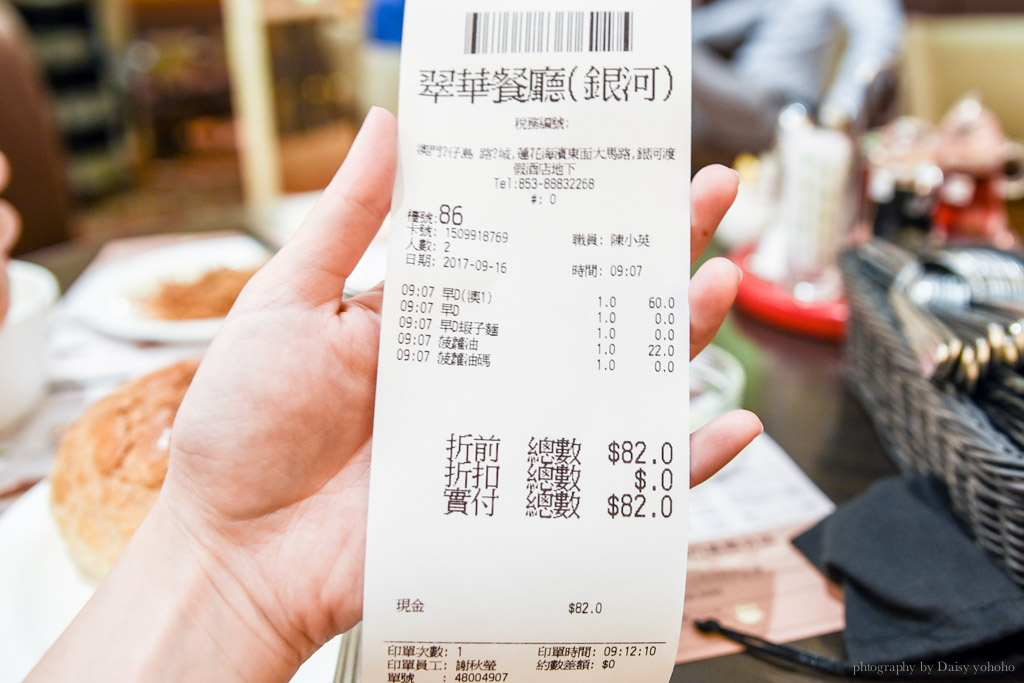 翠華餐廳(銀河)
稅務編號:
澳門?仔島 路?城,蓮花海濱東面大馬路,銀河渡
假酒店地下
Tel:853-88832268
#: 0
檯號:86
卡號: 1509918769 職員: 陳小英
人數: 2
日期: 2017-09-16 時間: 09:07
09:07 早D(澳1) 1.0 60.0
09:07 早D 1.0 0.0
09:07 早D蝦子麵 1.0 0.0
09:07 菠蘿油 1.0 22.0
09:07 菠蘿油碼 1.0 0.0
折前 總數 $82.0
折扣 總數 $.0
實付 總數 $82.0
現金 $82.0
印單次數: 1 印單時間: 09:12:10
印單員工: 謝秋瑩 約數差額: $0
單號 : 48004907
photography by Daisy yohoho